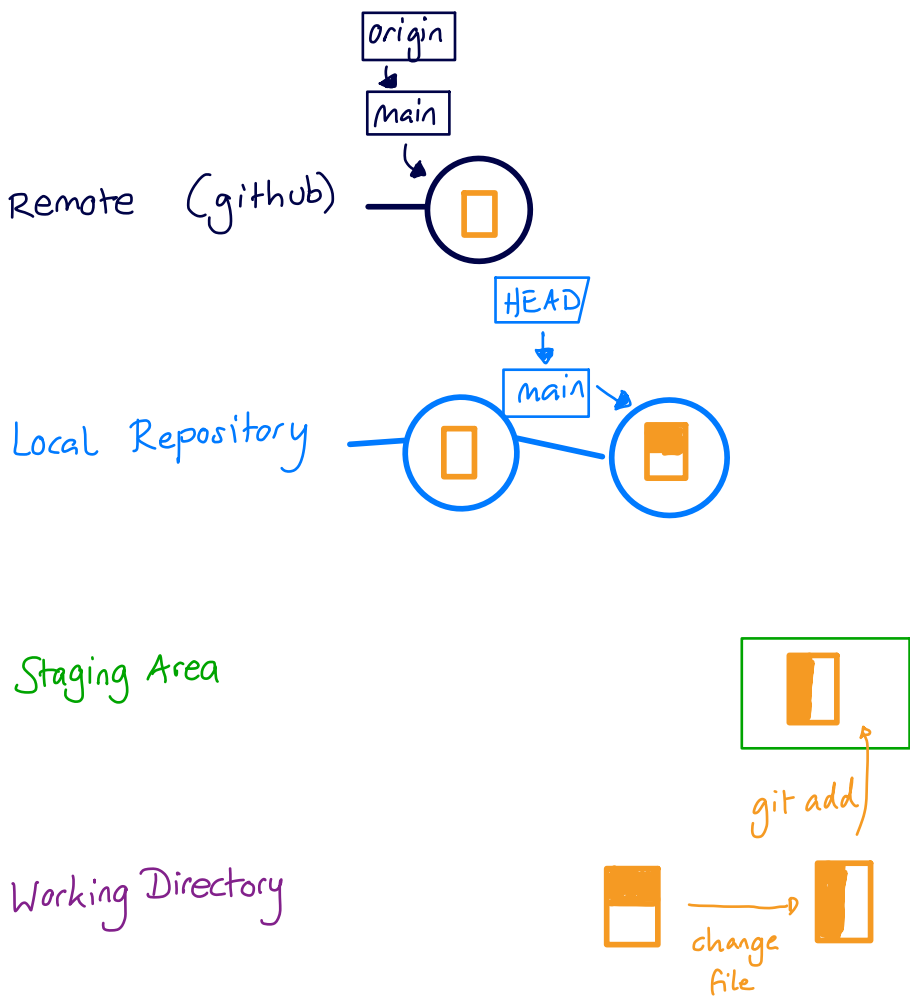 origin
main
Remote (github)
HEAD
main
Local Repository
Staging Area
git add
Working Directory
change
file